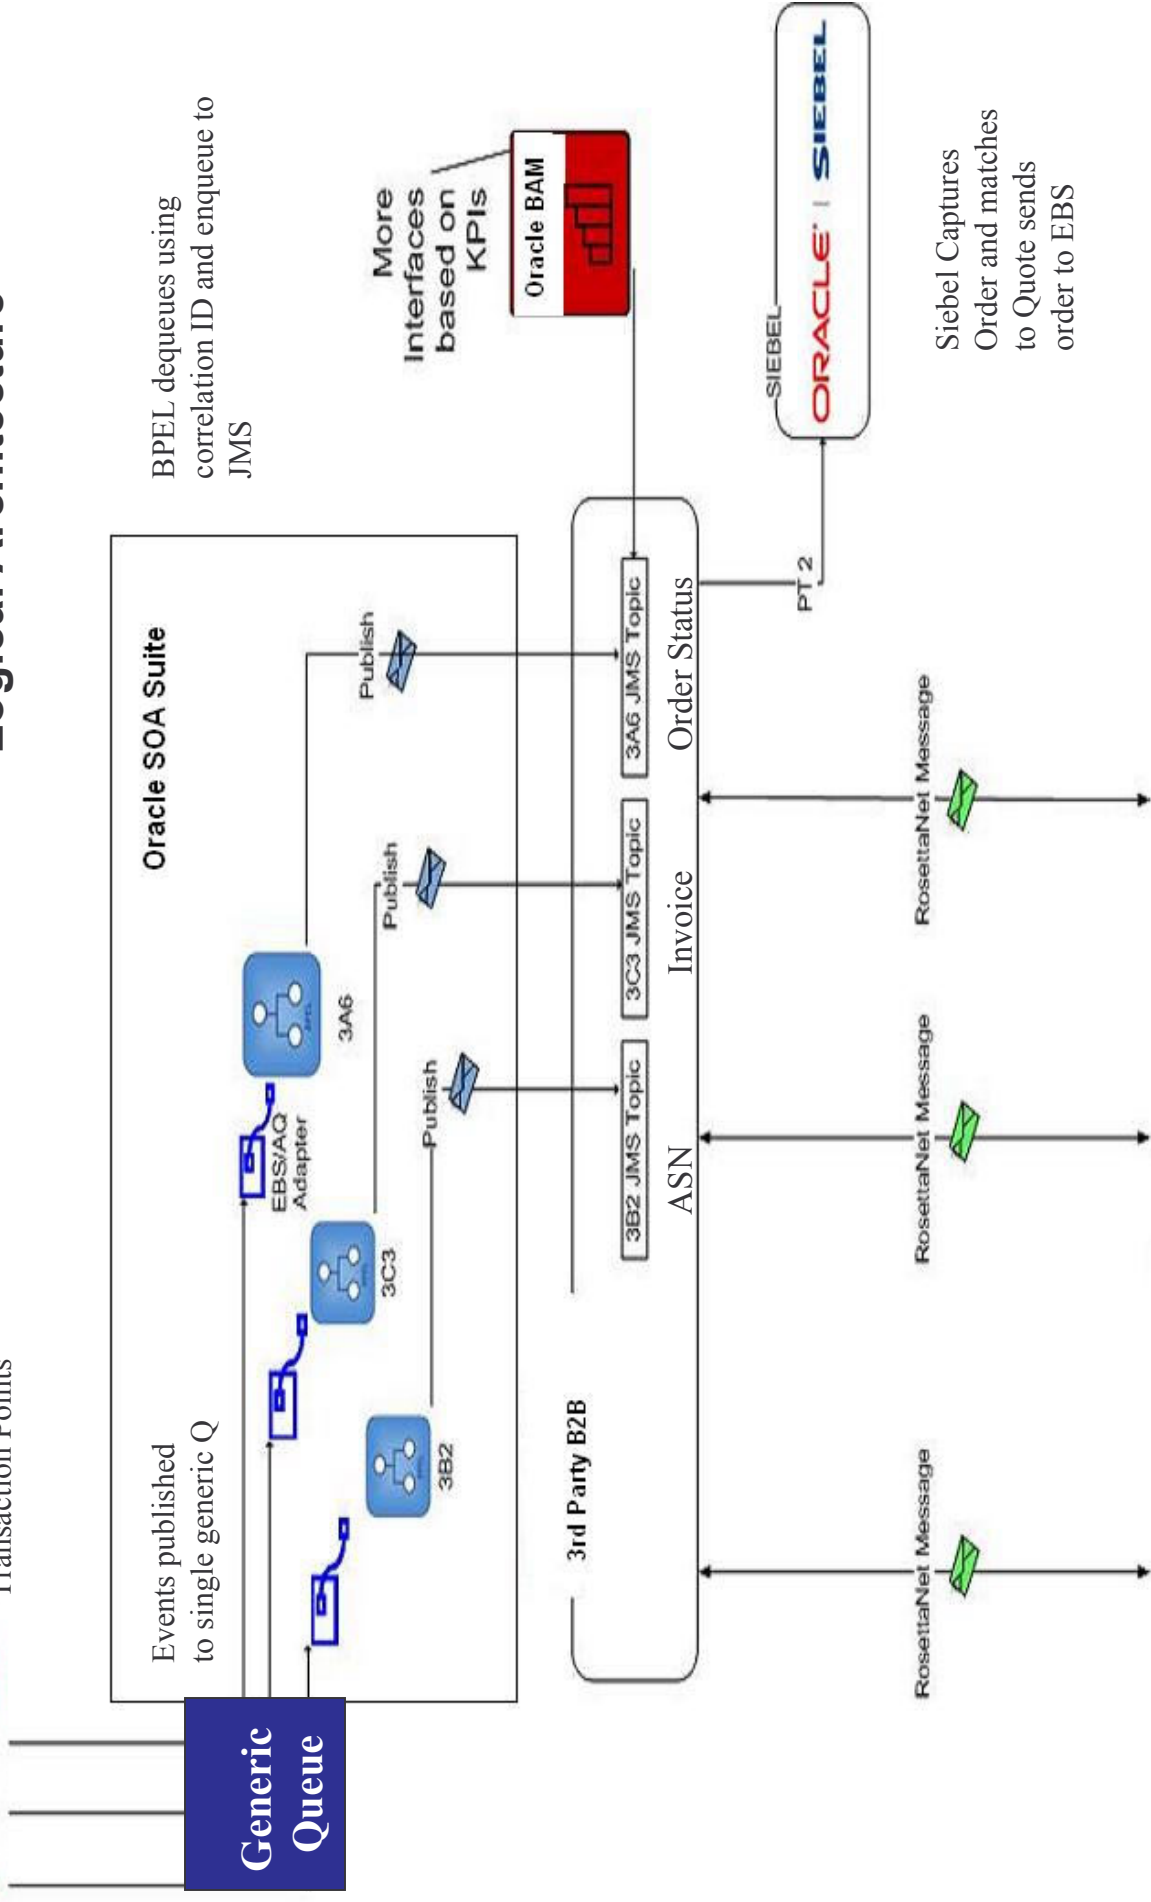 Logical Architecture
Transaction Points
Oracle SOA Suite
BPEL dequeues using
correlation ID and enqueue to
JMS
Events published
to single generic Q
Generic
Queue
EBS/AQ
Adapter
3A6
3C3
3B2
Publish
Publish
Publish
More
Interfaces
based on
KPIs
Oracle BAM
3rd Party B2B
3B2 JMS Topic
3C3 JMS Topic
3A6 JMS Topic
ASN
Invoice
Order Status
PT 2
SIEBEL
ORACLE | SIEBEL
Siebel Captures
Order and matches
to Quote sends
order to EBS
RosettaNet Message
RosettaNet Message
RosettaNet Message